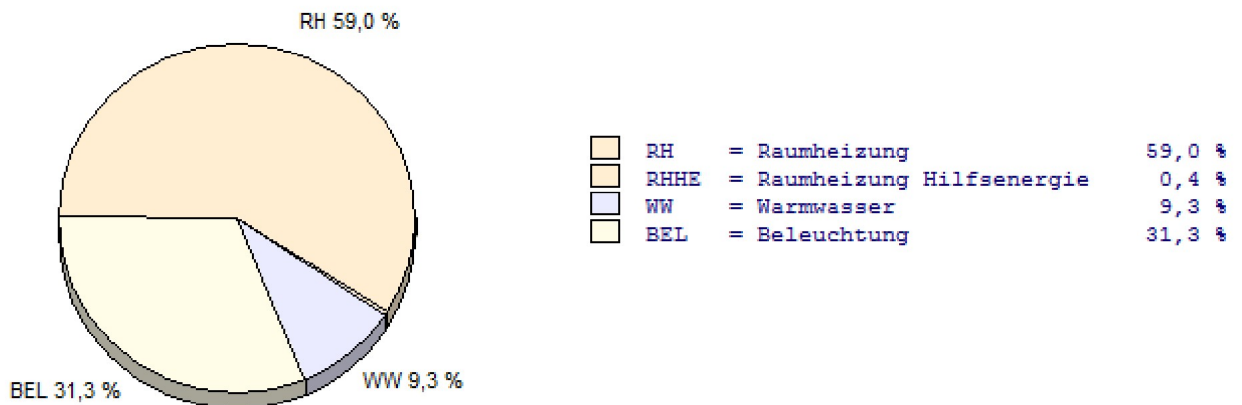 RH 59,0 %
RH = Raumheizung 59,0 %
RHHE = Raumheizung Hilfsenergie 0,4 %
WW = Warmwasser 9,3 %
BEL = Beleuchtung 31,3 %
WW 9,3 %
BEL 31,3 %